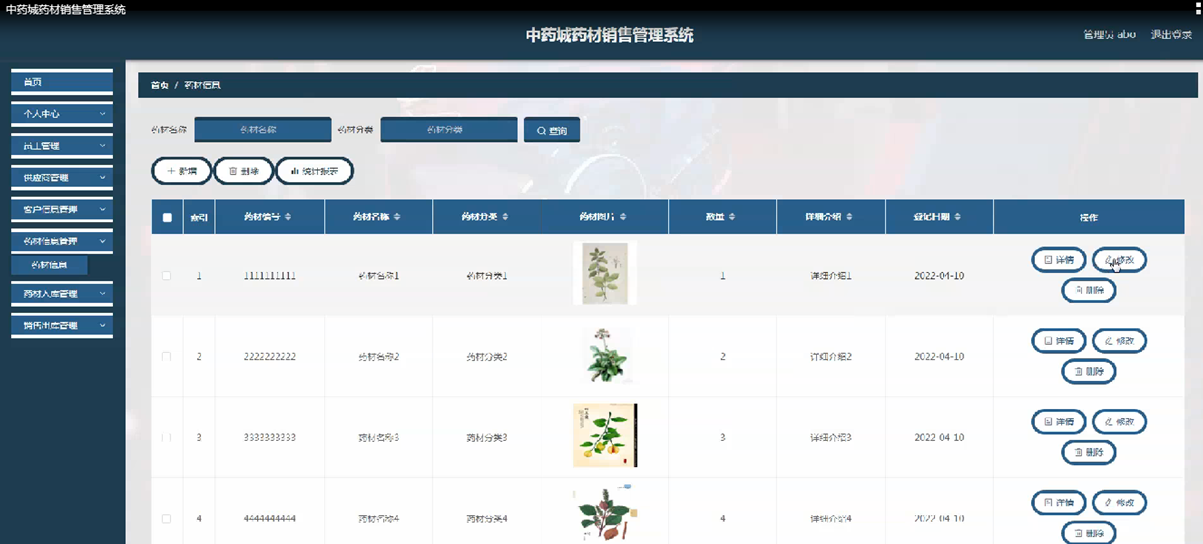 中药城药材销售管理系统
中药城药材销售管理系统
管理员 abo 退出登录
首页
个人中心
员工管理
供应商管理
客户信息管理
药材信息管理
药材信息
药材入库管理
销售出库管理
首页 / 药材信息
药材名称 药材名称 药材分类 药材分类 查询
新增 删除 统计报表
索引 药材编号 药材名称 药材分类 药材图片 数量 详细介绍 登记日期 操作
1 1111111111 药材名称1 药材分类1 1 详细介绍1 2022-04-10 详情 修改
删除
2 2222222222 药材名称2 药材分类2 2 详细介绍2 2022-04-10 详情 修改
删除
3 3333333333 药材名称3 药材分类3 3 详细介绍3 2022-04-10 详情 修改
删除
4 4444444444 药材名称4 药材分类4 4 详细介绍4 2022-04-10 详情 修改
删除